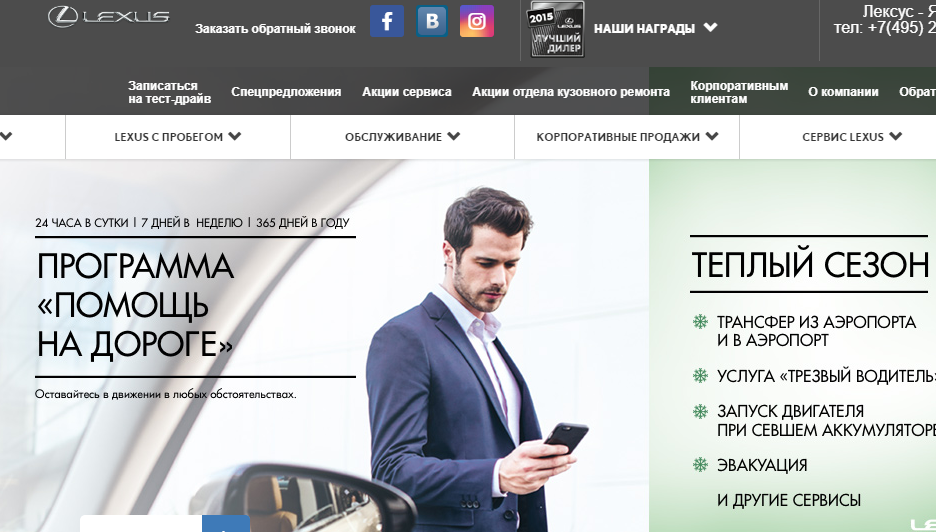 LEXUS
Заказать обратный звонок
2015
LEXUS
ЛУЧШИЙ
ДИЛЕР
НАШИ НАГРАДЫ
Лексус - Я
тел: +7(495) 2
Записаться
на тест-драйв
Спецпредложения
Акции сервиса
Акции отдела кузовного ремонта
Корпоративным
клиентам
О компании
Обрат
LEXUS С ПРОБЕГОМ
ОБСЛУЖИВАНИЕ
КОРПОРАТИВНЫЕ ПРОДАЖИ
СЕРВИС LEXUS
24 ЧАСА В СУТКИ | 7 ДНЕЙ В НЕДЕЛЮ | 365 ДНЕЙ В ГОДУ
ПРОГРАММА
«ПОМОЩЬ
НА ДОРОГЕ»
Оставайтесь в движении в любых обстоятельствах.
ТЕПЛЫЙ СЕЗОН
ТРАНСФЕР ИЗ АЭРОПОРТА
И В АЭРОПОРТ
УСЛУГА «ТРЕЗВЫЙ ВОДИТЕЛЬ»
ЗАПУСК ДВИГАТЕЛЯ
ПРИ СЕВШЕМ АККУМУЛЯТОРЕ
ЭВАКУАЦИЯ
И ДРУГИЕ СЕРВИСЫ